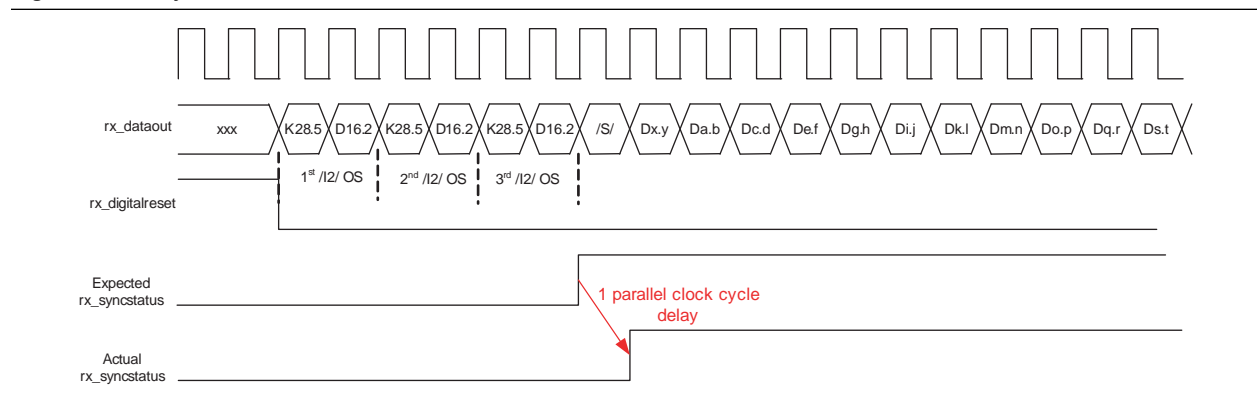 rx_dataout xxx K28.5 D16.2 K28.5 D16.2 K28.5 D16.2 /S/ Dx.y Da.b Dc.d De.f Dg.h Di.j Dk.l Dm.n Do.p Dq.r Ds.t
1st /I2/ OS 2nd /I2/ OS 3rd /I2/ OS
rx_digitalreset
Expected
rx_syncstatus
1 parallel clock cycle
delay
Actual
rx_syncstatus